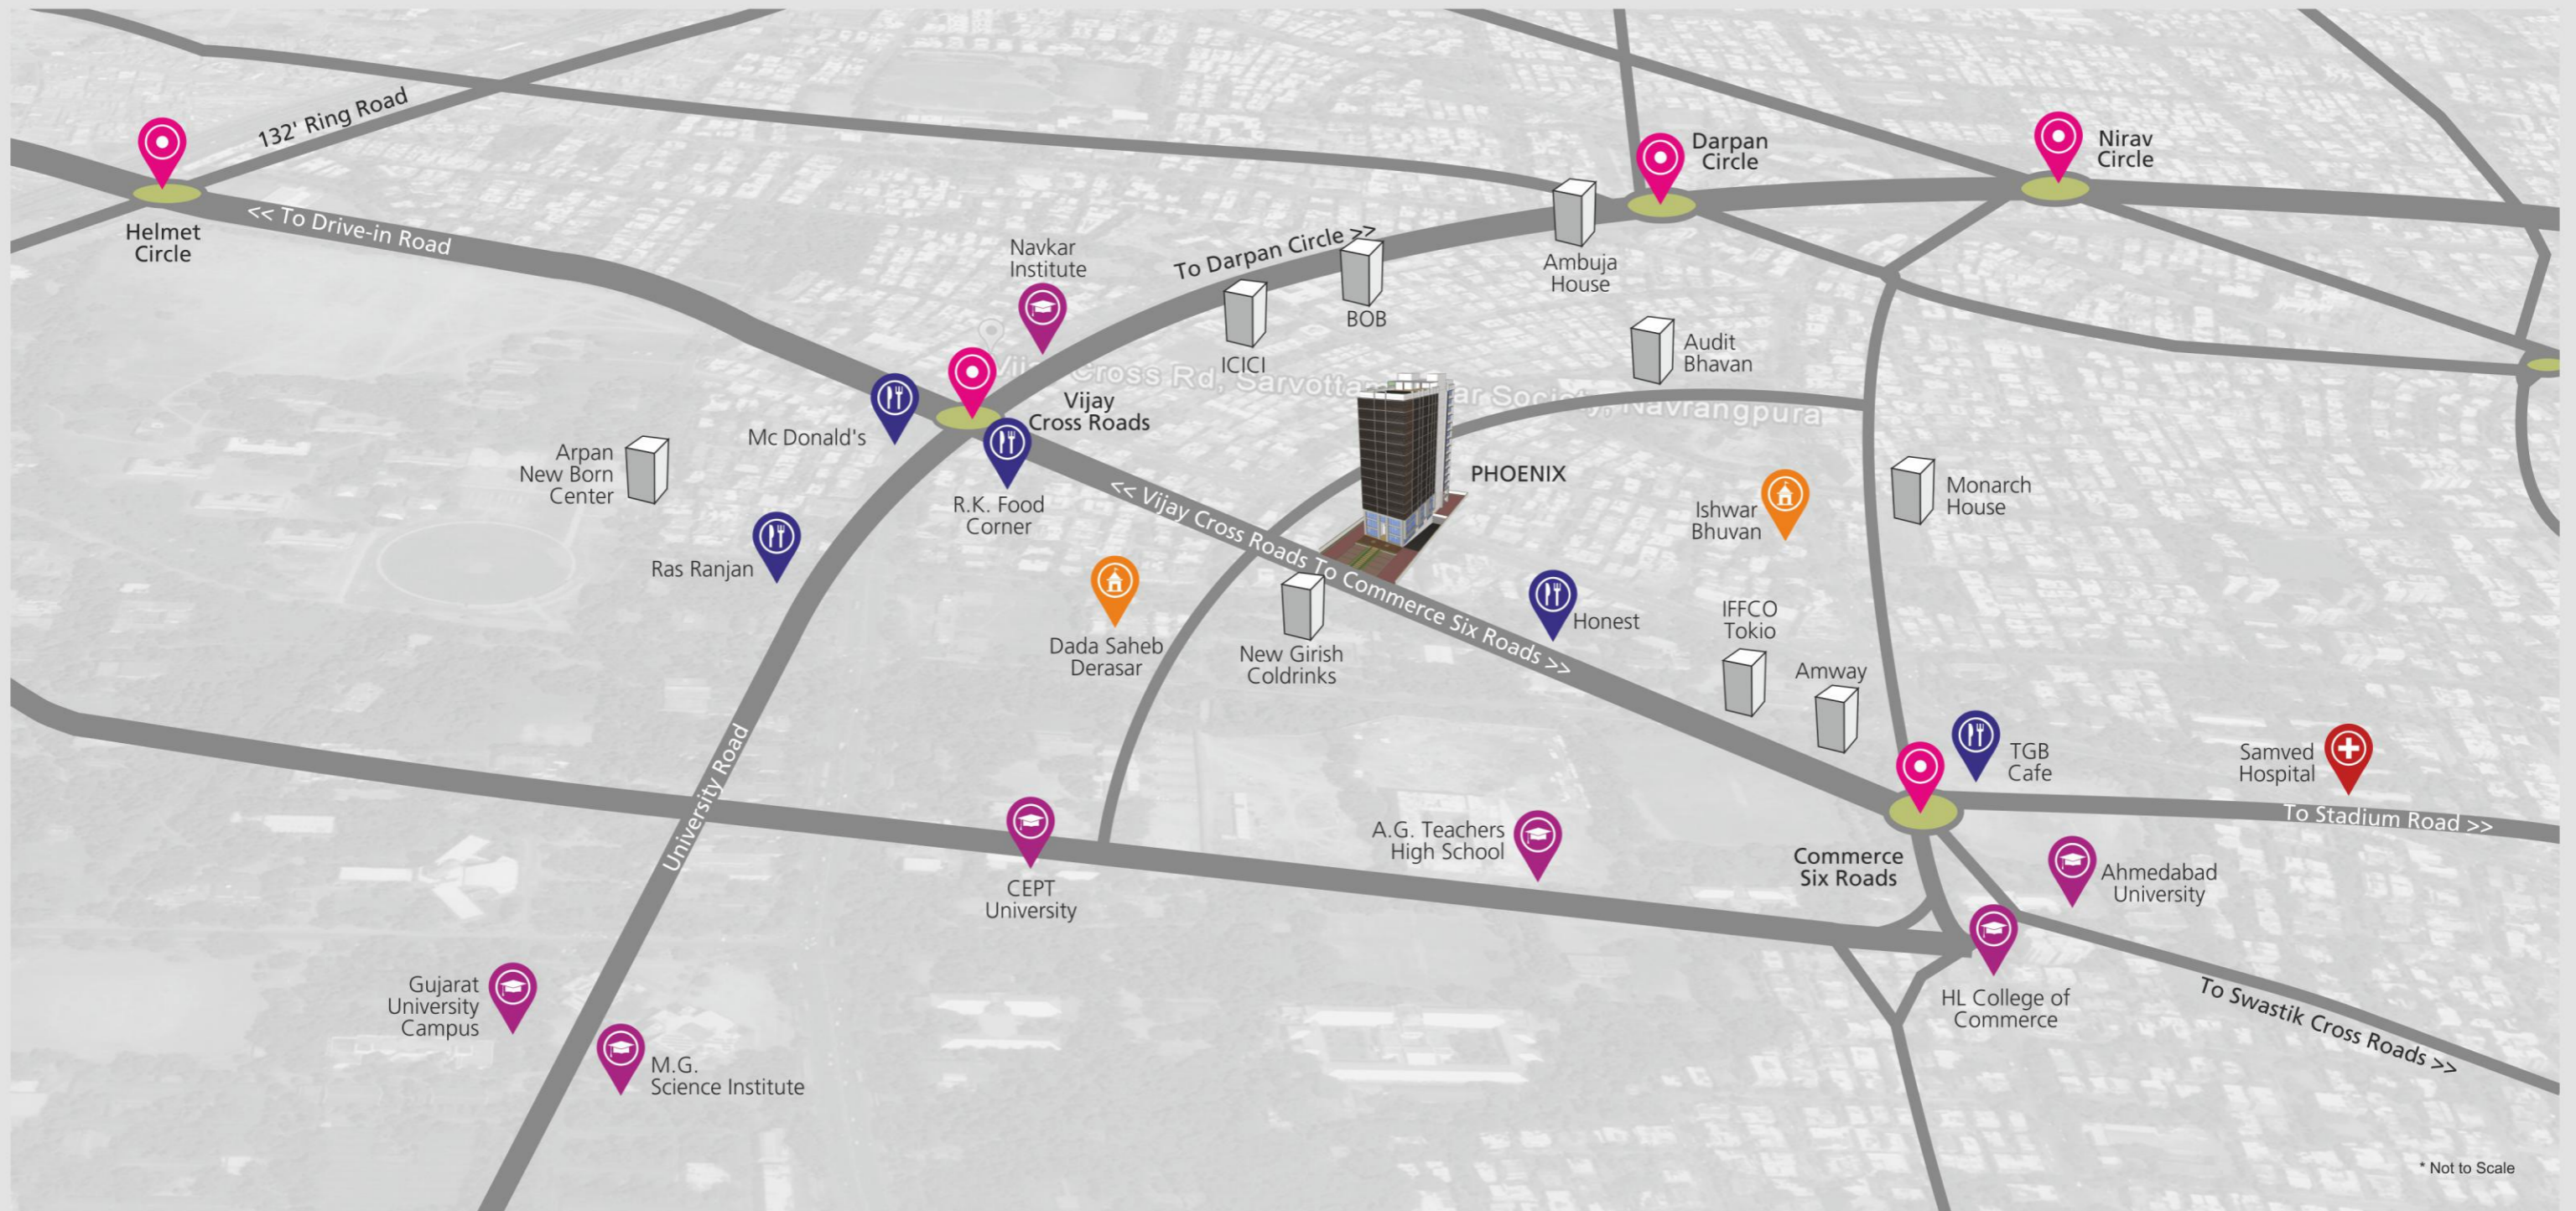 132' Ring Road
Helmet
Circle
<< To Drive-in Road
Navkar
Institute
To Darpan Circle >>
ICICI
BOB
Ambuja
House
Darpan
Circle
Nirav
Circle
Audit
Bhavan
Cross Rd, Sarvottam
ar Society, Navrangpura
Vijay
Cross Roads
Mc Donald's
R.K. Food
Corner
Arpan
New Born
Center
Ras Ranjan
<< Vijay Cross Roads To Commerce Six Roads >>
PHOENIX
Ishwar
Bhuvan
Monarch
House
Dada Saheb
Derasar
New Girish
Coldrinks
Honest
IFFCO
Tokio
Amway
TGB
Cafe
Samved
Hospital
To Stadium Road >>
University Road
CEPT
University
A.G. Teachers
High School
Commerce
Six Roads
Ahmedabad
University
Gujarat
University
Campus
M.G.
Science Institute
HL College of
Commerce
To Swastik Cross Roads >>
* Not to Scale